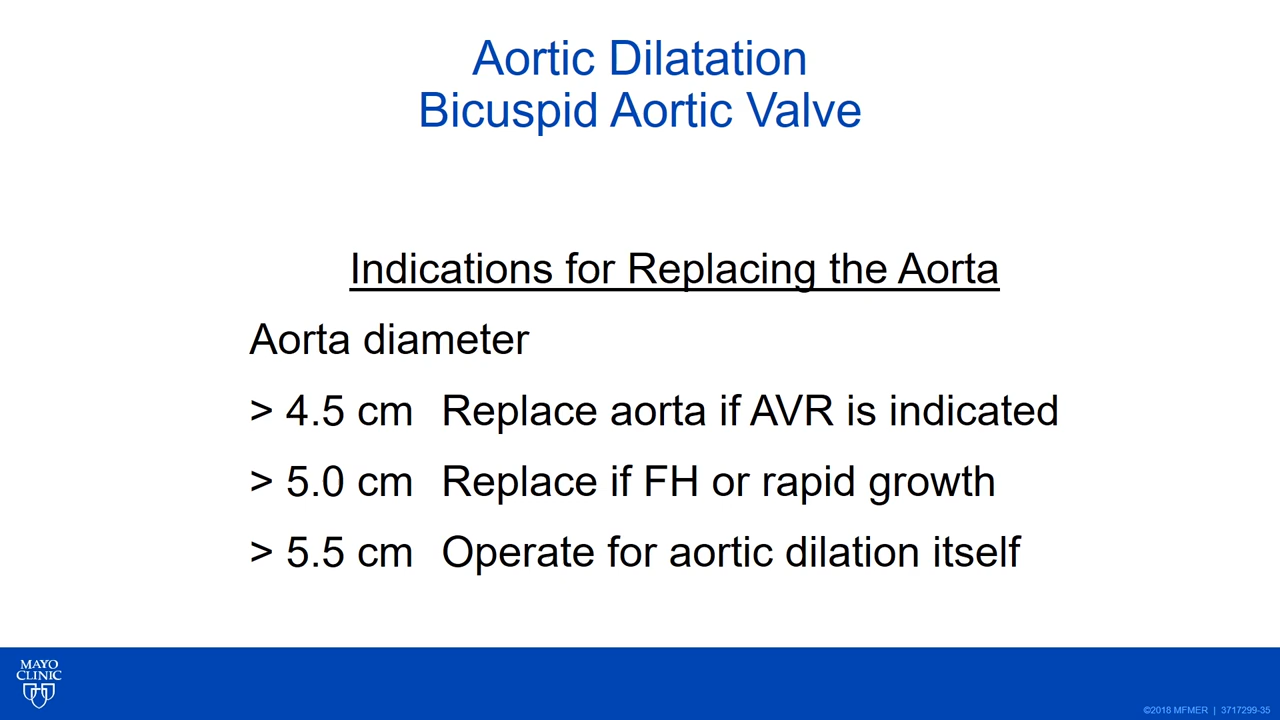 Aortic Dilatation
Bicuspid Aortic Valve
Indications for Replacing the Aorta
Aorta diameter
> 4.5 cm Replace aorta if AVR is indicated
> 5.0 cm Replace if FH or rapid growth
> 5.5 cm Operate for aortic dilation itself
MAYO
CLINIC
©2018 MFMER | 3717299-35